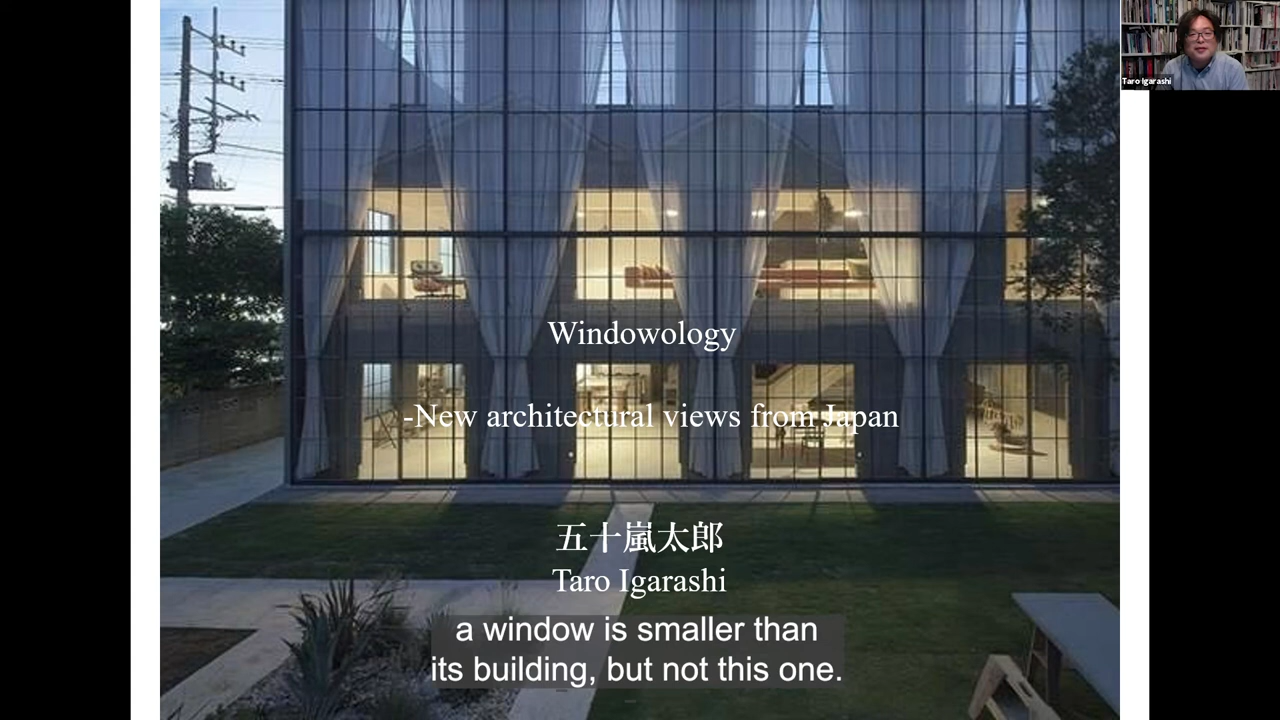 Taro Igarashi
Windowology
-New architectural views from Japan
五十嵐太郎
Taro Igarashi
a window is smaller than
its building, but not this one.